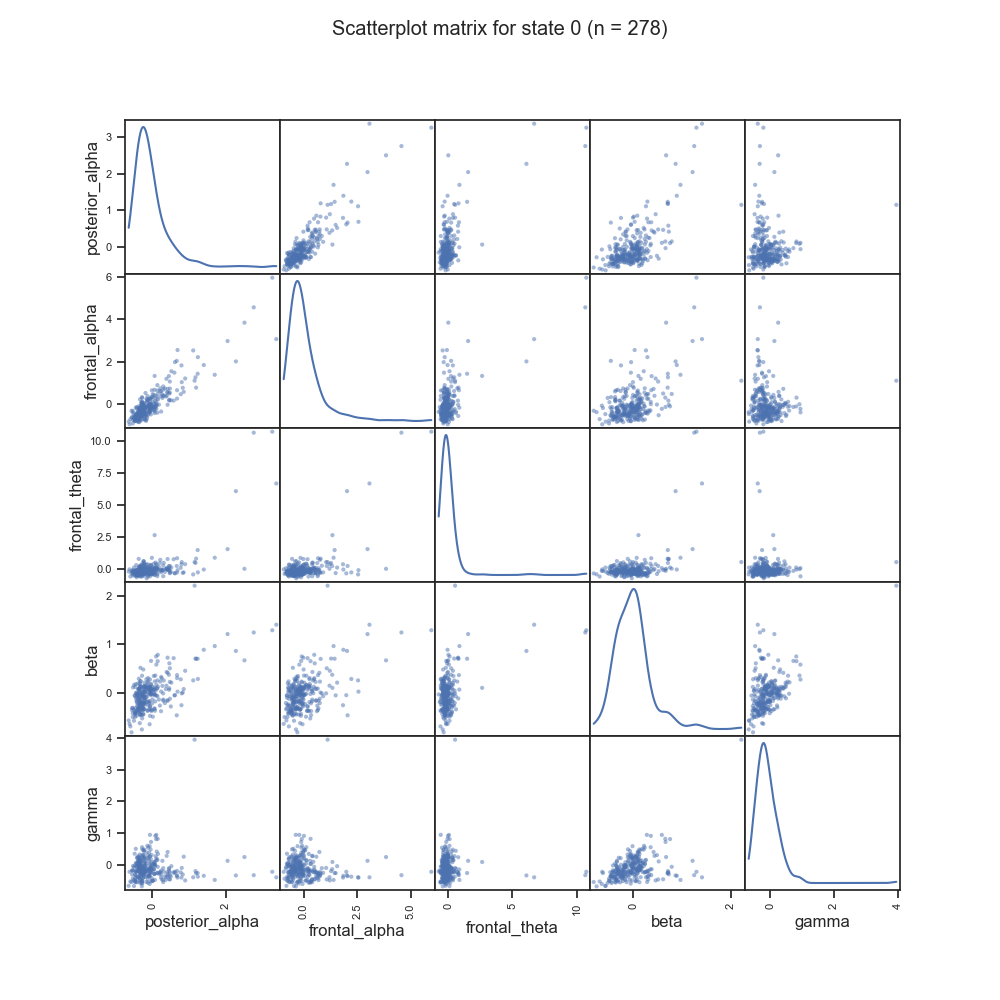 Scatterplot matrix for state 0 (n = 278)
posterior_alpha
3
2
1
0
frontal_alpha
6
4
2
0
frontal_theta
10.0
7.5
5.0
2.5
0.0
beta
2
1
0
gamma
4
3
2
1
0
0 2 0.0 2.5 5.0 0 5 10 0 2 0 2 4
posterior_alpha frontal_alpha frontal_theta beta gamma